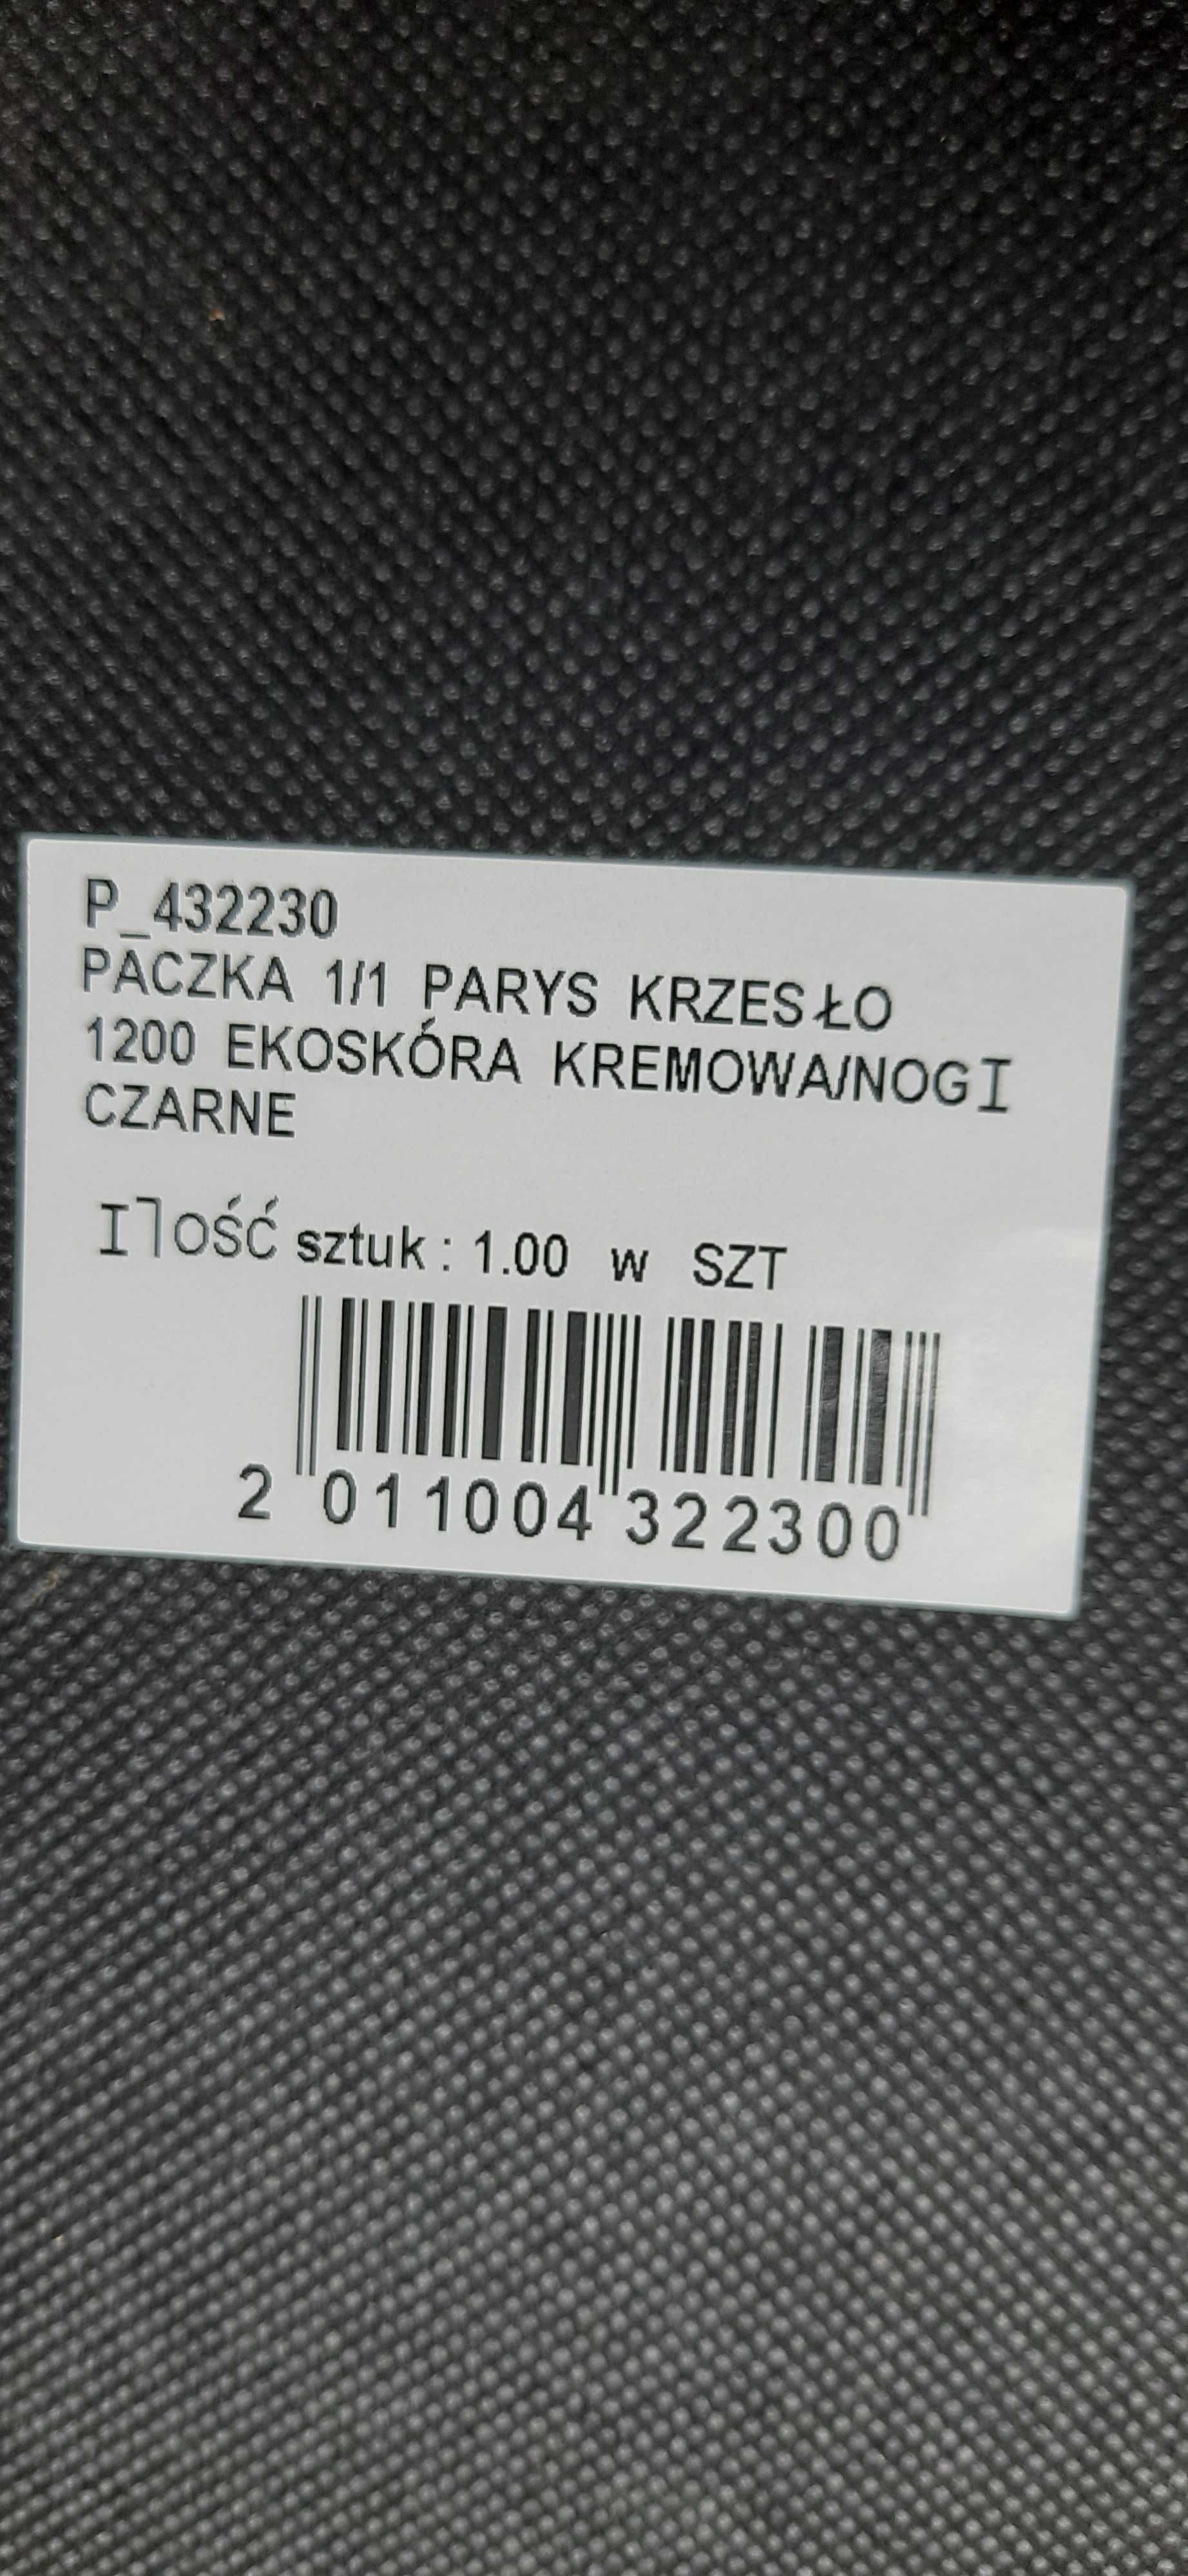 P_432230
PACZKA 1/1 PARYS KRZESŁO
1200 EKOSKÓRA KREMOWA/NOGI
CZARNE
Ilość sztuk : 1.00 w SZT
2 011004 322300